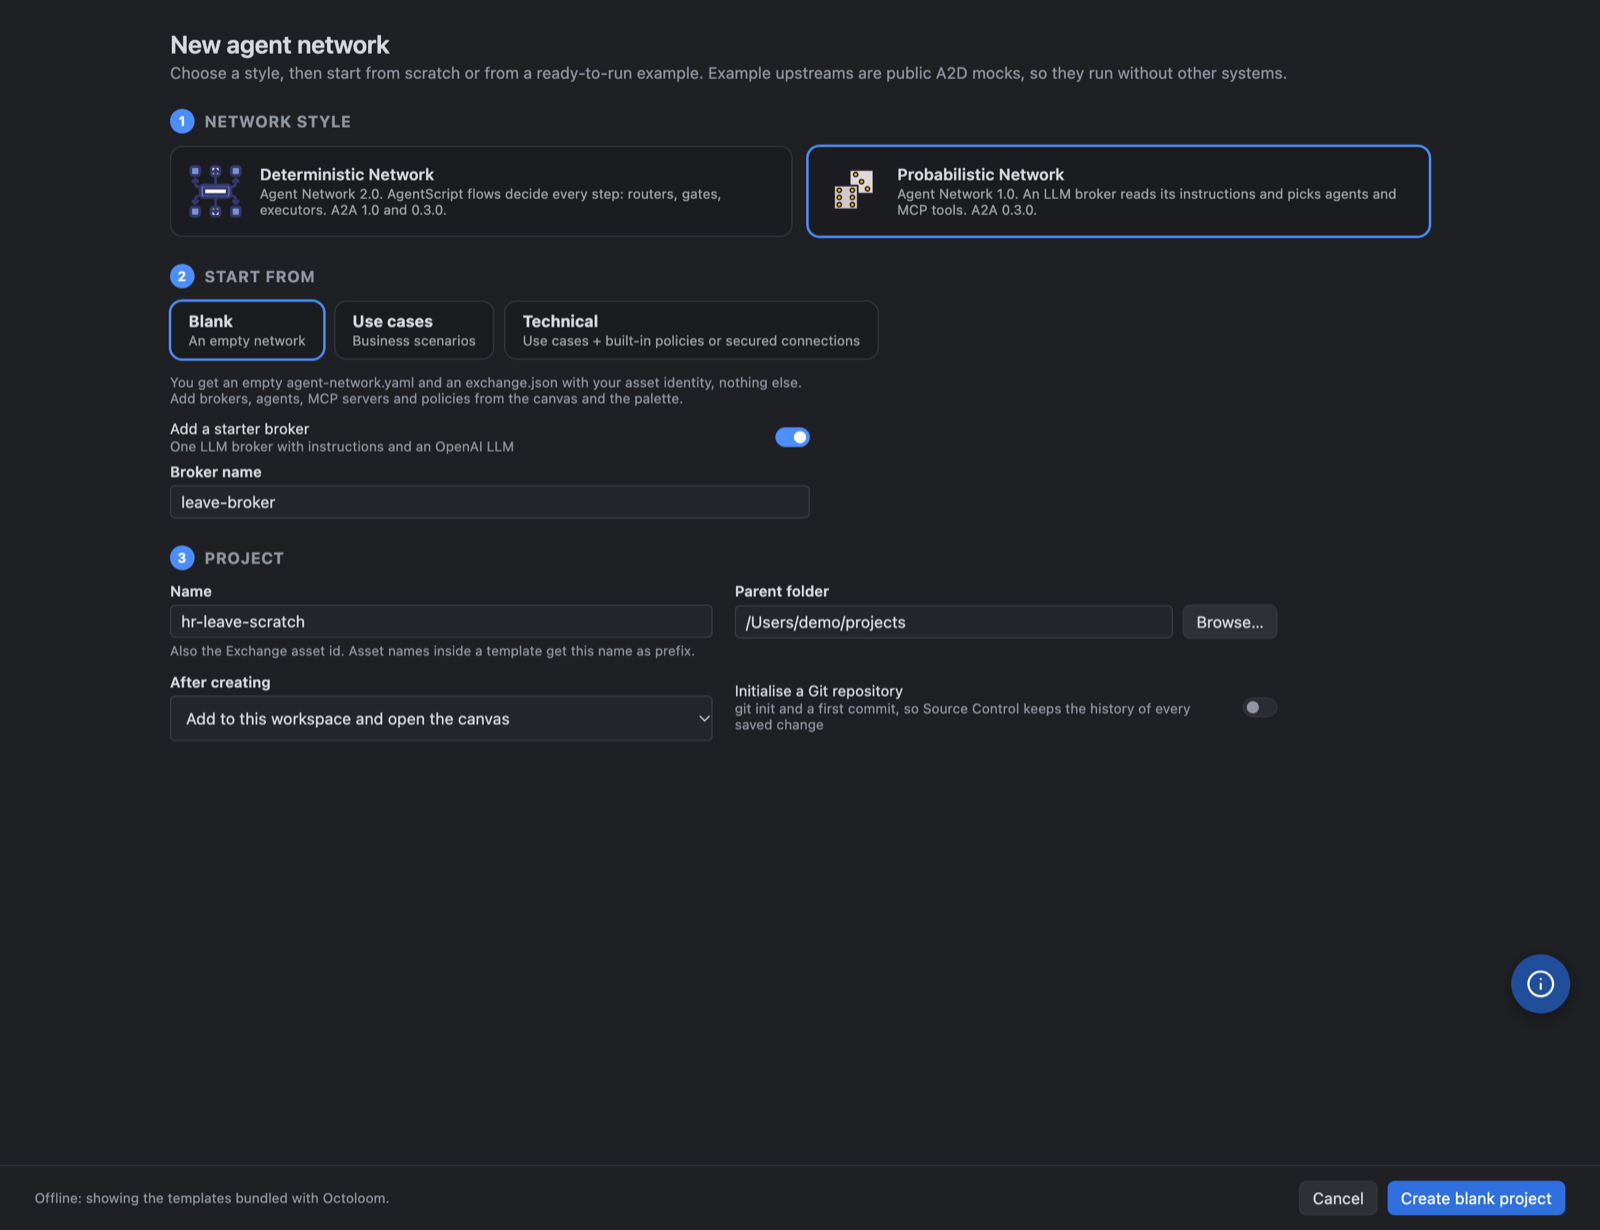 New agent network
Choose a style, then start from scratch or from a ready-to-run example. Example upstreams are public A2D mocks, so they run without other systems.
1 NETWORK STYLE
Deterministic Network
Agent Network 2.0. AgentScript flows decide every step: routers, gates,
executors. A2A 1.0 and 0.3.0.
Probabilistic Network
Agent Network 1.0. An LLM broker reads its instructions and picks agents and
MCP tools. A2A 0.3.0.
2 START FROM
Blank
An empty network
Use cases
Business scenarios
Technical
Use cases + built-in policies or secured connections
You get an empty agent-network.yaml and an exchange.json with your asset identity, nothing else.
Add brokers, agents, MCP servers and policies from the canvas and the palette.
Add a starter broker
One LLM broker with instructions and an OpenAI LLM
Broker name
leave-broker
3 PROJECT
Name
hr-leave-scratch
Also the Exchange asset id. Asset names inside a template get this name as prefix.
Parent folder
/Users/demo/projects
Browse...
After creating
Add to this workspace and open the canvas
Initialise a Git repository
git init and a first commit, so Source Control keeps the history of every
saved change
Offline: showing the templates bundled with Octoloom.
Cancel
Create blank project